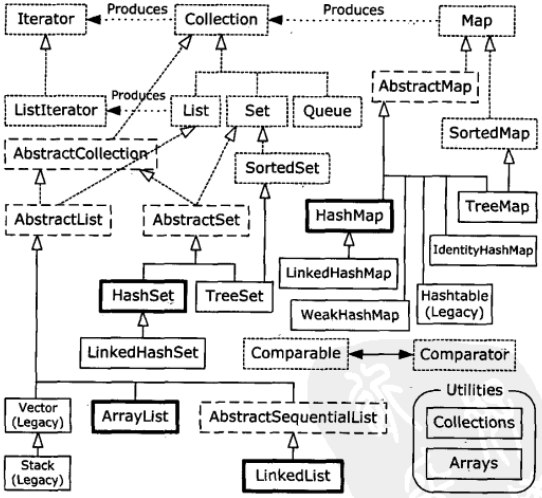 Iterator
Produces
Collection
Produces
Map
AbstractMap
ListIterator
Produces
List
Set
Queue
SortedMap
AbstractCollection
SortedSet
AbstractList
AbstractSet
HashMap
TreeMap
IdentityHashMap
LinkedHashMap
HashSet
TreeSet
WeakHashMap
Hashtable
(Legacy)
LinkedHashSet
Comparable
Comparator
Utilities
Vector
(Legacy)
ArrayList
AbstractSequentialList
Collections
Stack
(Legacy)
LinkedList
Arrays